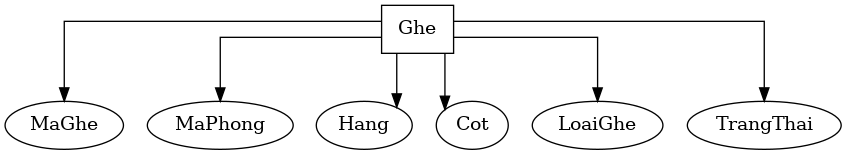 Ghe
MaGhe
MaPhong
Hang
Cot
LoaiGhe
TrangThai